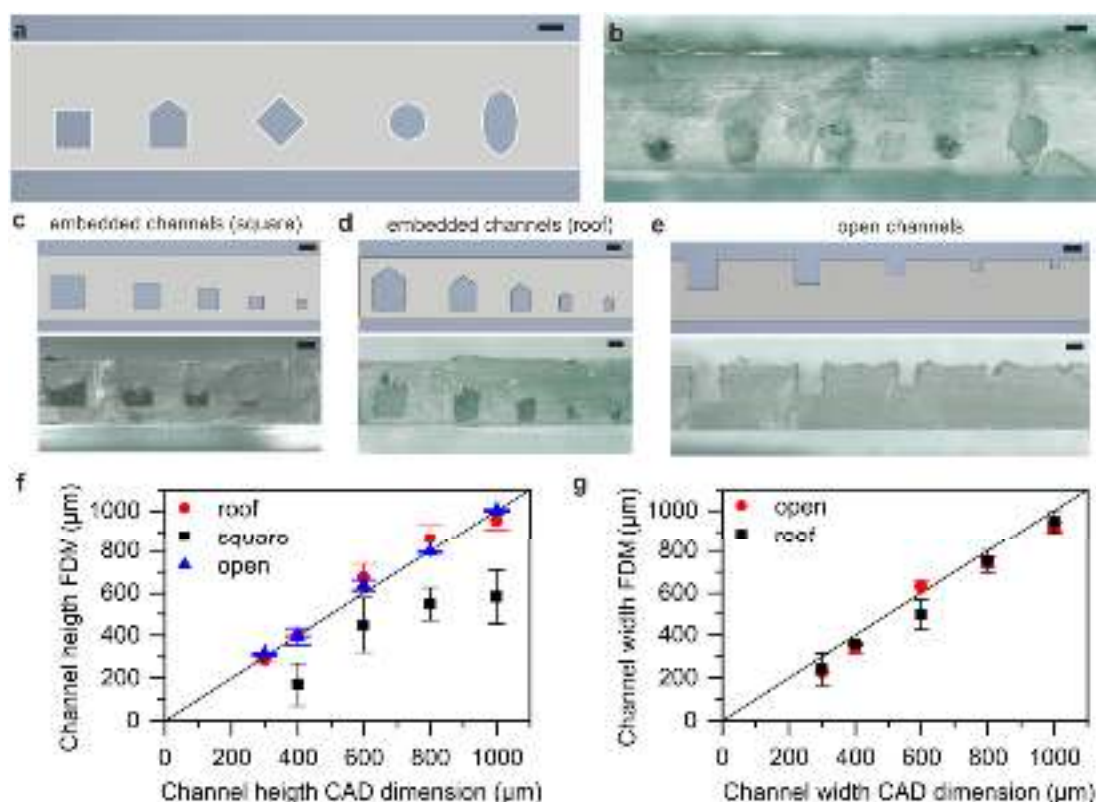 a
b
c embedded channels (square)
d embedded channels (roof)
e open channels
f
Channel heigth FDM (µm)
1000
800
600
400
200
0
roof
square
open
0 200 400 600 800 1000
Channel heigth CAD dimension (µm)
g
Channel width FDM (µm)
1000
800
600
400
200
0
open
roof
0 200 400 600 800 1000
Channel width CAD dimension (µm)